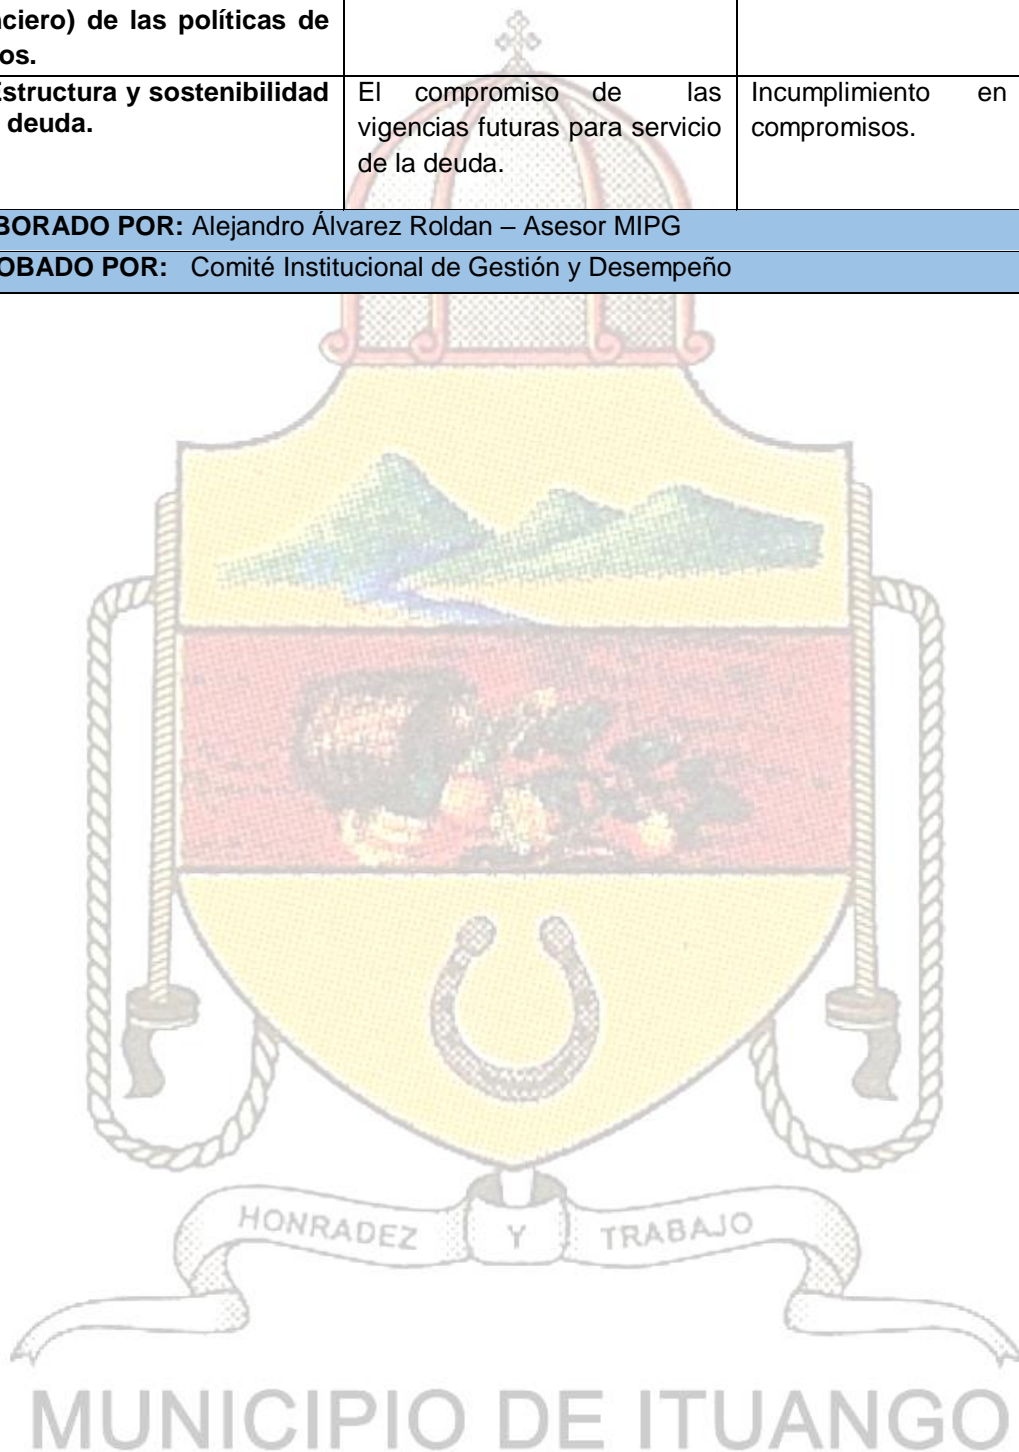 nciero) de las políticas de
os.
Estructura y sostenibilidad
deuda.
El compromiso de las
vigencias futuras para servicio
de la deuda.
Incumplimiento en
compromisos.
BORADO POR: Alejandro Álvarez Roldan – Asesor MIPG
OBADO POR: Comité Institucional de Gestión y Desempeño
HONRADEZ Y TRABAJO
MUNICIPIO DE ITUANGO